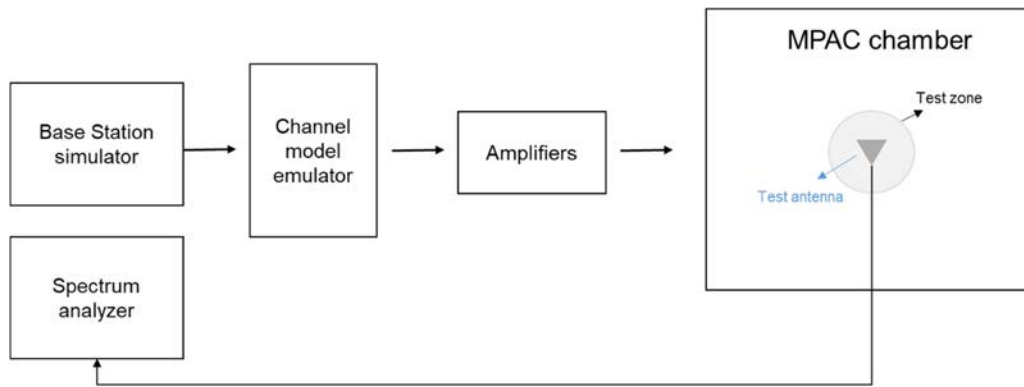 MPAC chamber
Test zone
Base Station
simulator
Channel
model
emulator
Amplifiers
Test antenna
Spectrum
analyzer